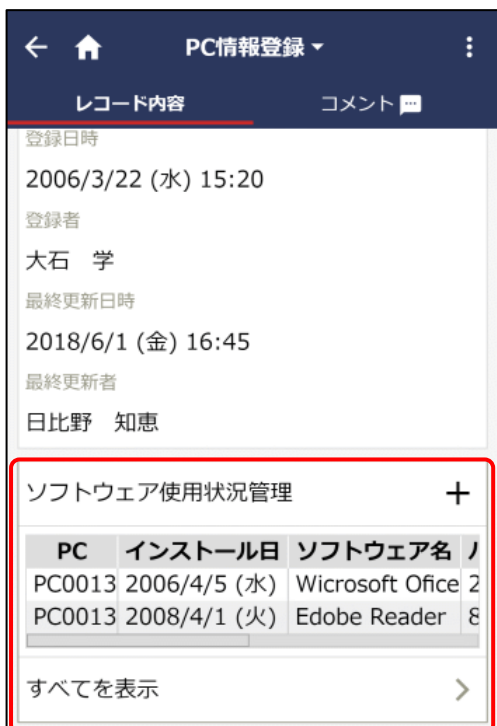 PC情報登録
レコード内容 コメント
登録日時
2006/3/22 (水) 15:20
登録者
大石　学
最終更新日時
2018/6/1 (金) 16:45
最終更新者
日比野　知恵
ソフトウェア使用状況管理 +
PC インストール日 ソフトウェア名
PC0013 2006/4/5 (水) Wicrosoft Ofice 2
PC0013 2008/4/1 (火) Edobe Reader 8
すべてを表示